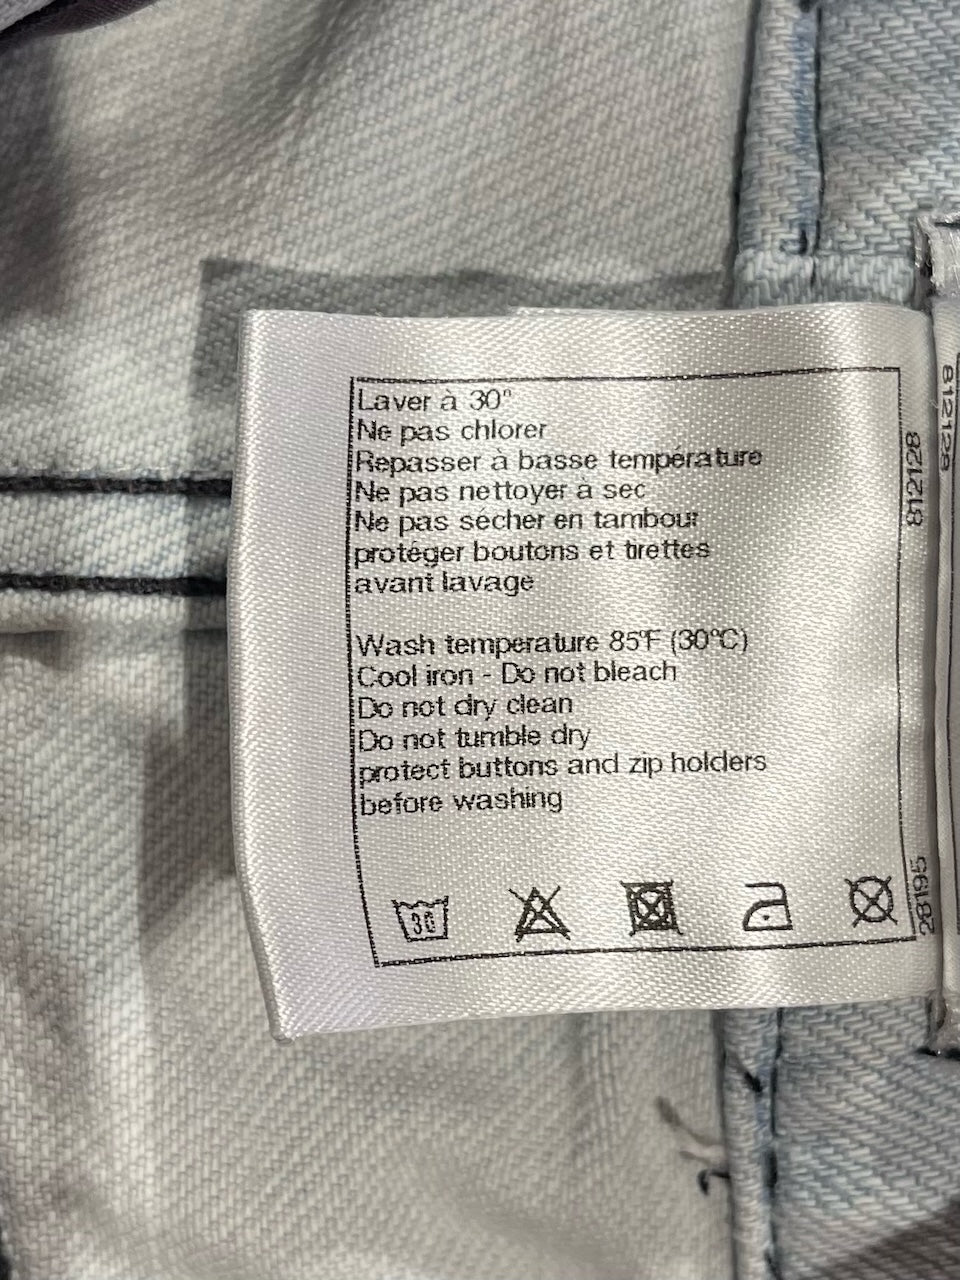 Laver à 30°
Ne pas chlorer
Repasser à basse température
Ne pas nettoyer à sec
Ne pas sécher en tambour
protéger boutons et tirettes
avant lavage
Wash temperature 85°F (30°C)
Cool iron - Do not bleach
Do not dry clean
Do not tumble dry
protect buttons and zip holders
before washing
30
812128
28195
812128